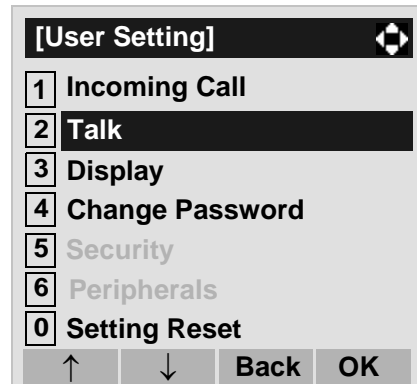 [User Setting]
1 Incoming Call
2 Talk
3 Display
4 Change Password
5 Security
6 Peripherals
0 Setting Reset
↑ ↓ Back OK